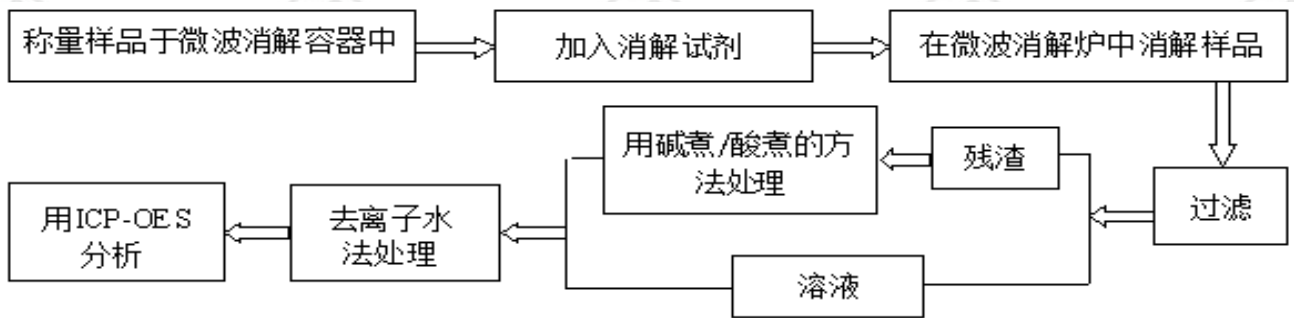 称量样品于微波消解容器中
加入消解试剂
在微波消解炉中消解样品
过滤
残渣
用碱煮/酸煮的方
法处理
溶液
去离子水
法处理
用ICP-OES
分析